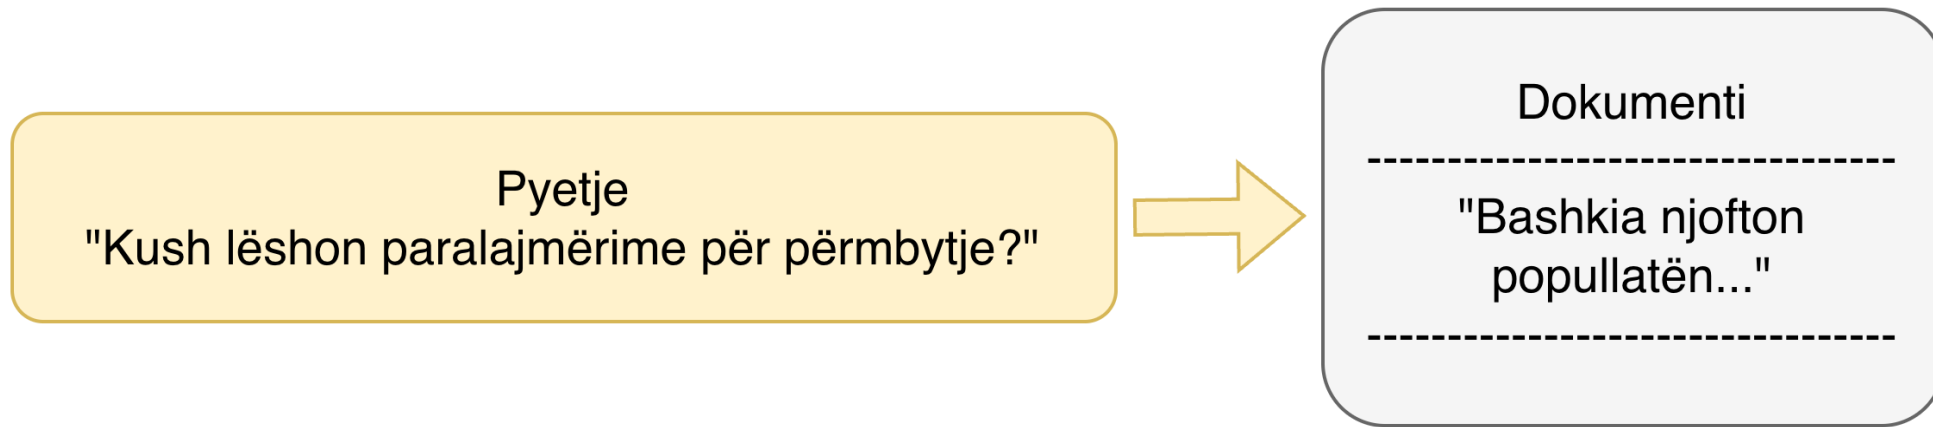 Pyetje
"Kush lëshon paralajmërime për përmbytje?"
Dokumenti
---------------------------------
"Bashkia njofton
popullatën..."
---------------------------------